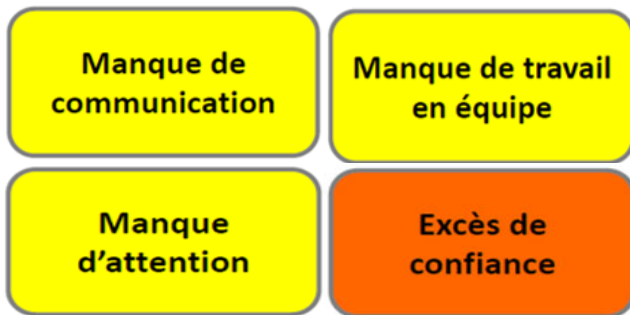 Manque de
communication
Manque de travail
en équipe
Manque
d’attention
Excès de
confiance